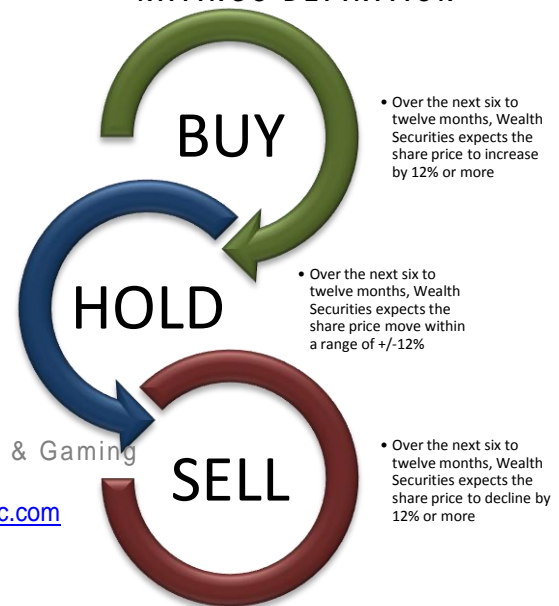 BUY
• Over the next six to
twelve months, Wealth
Securities expects the
share price to increase
by 12% or more
HOLD
• Over the next six to
twelve months, Wealth
Securities expects the
share price move within
a range of +/-12%
& Gaming
SELL
• Over the next six to
twelve months, Wealth
Securities expects the
share price to decline by
12% or more
c.com